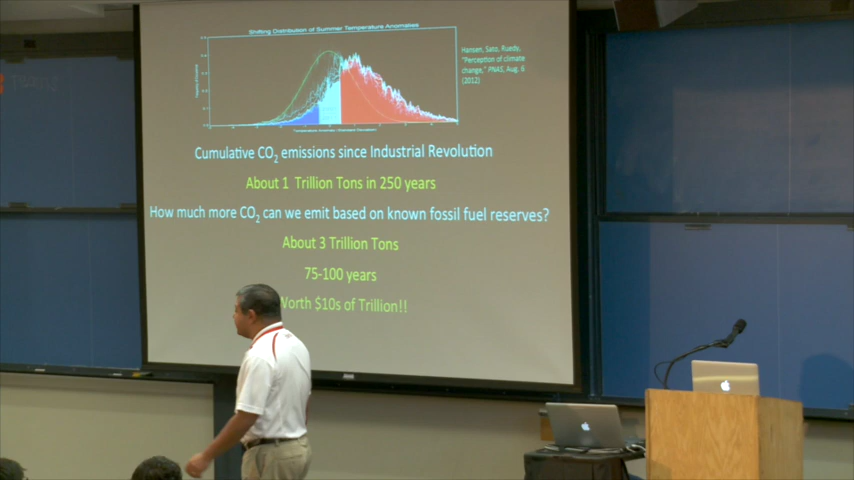 Shifting Distribution of Summer Temperature Anomalies
Hansen, Sato, Ruedy,
"Perception of climate
change," PNAS, Aug. 6
(2012)
Cumulative CO2 emissions since Industrial Revolution
About 1 Trillion Tons in 250 years
How much more CO2 can we emit based on known fossil fuel reserves?
About 3 Trillion Tons
75-100 years
Worth $10s of Trillion!!